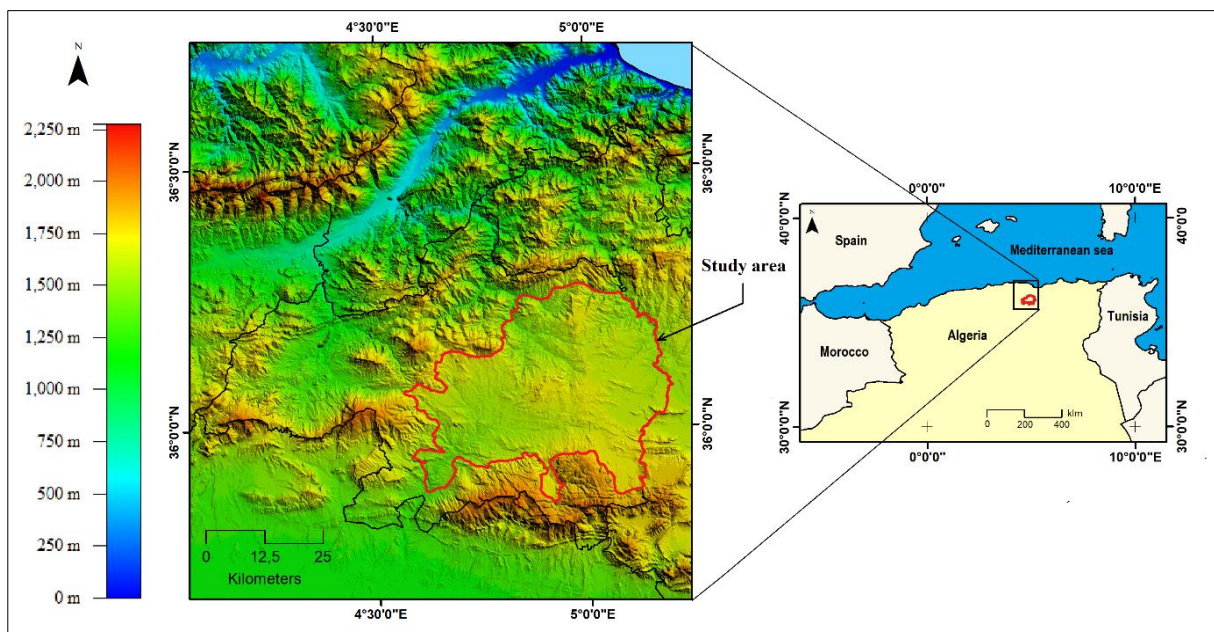 N
2,250 m
2,000 m
1,750 m
1,500 m
1,250 m
1,000 m
750 m
500 m
250 m
0 m
4°30'0"E
5°0'0"E
36°30'0"N
36°0'0"N
36°30'0"N
36°0'0"N
0
12,5
25
Kilometers
4°30'0"E
5°0'0"E
Study area
0°0'0"
10°0'0"E
40°0'0"N
40°0'0"N
N
Spain
Mediterranean sea
Algeria
Tunisia
Morocco
klm
0
200
400
30°0'0"N
30°0'0"N
0°0'0"
10°0'0"E